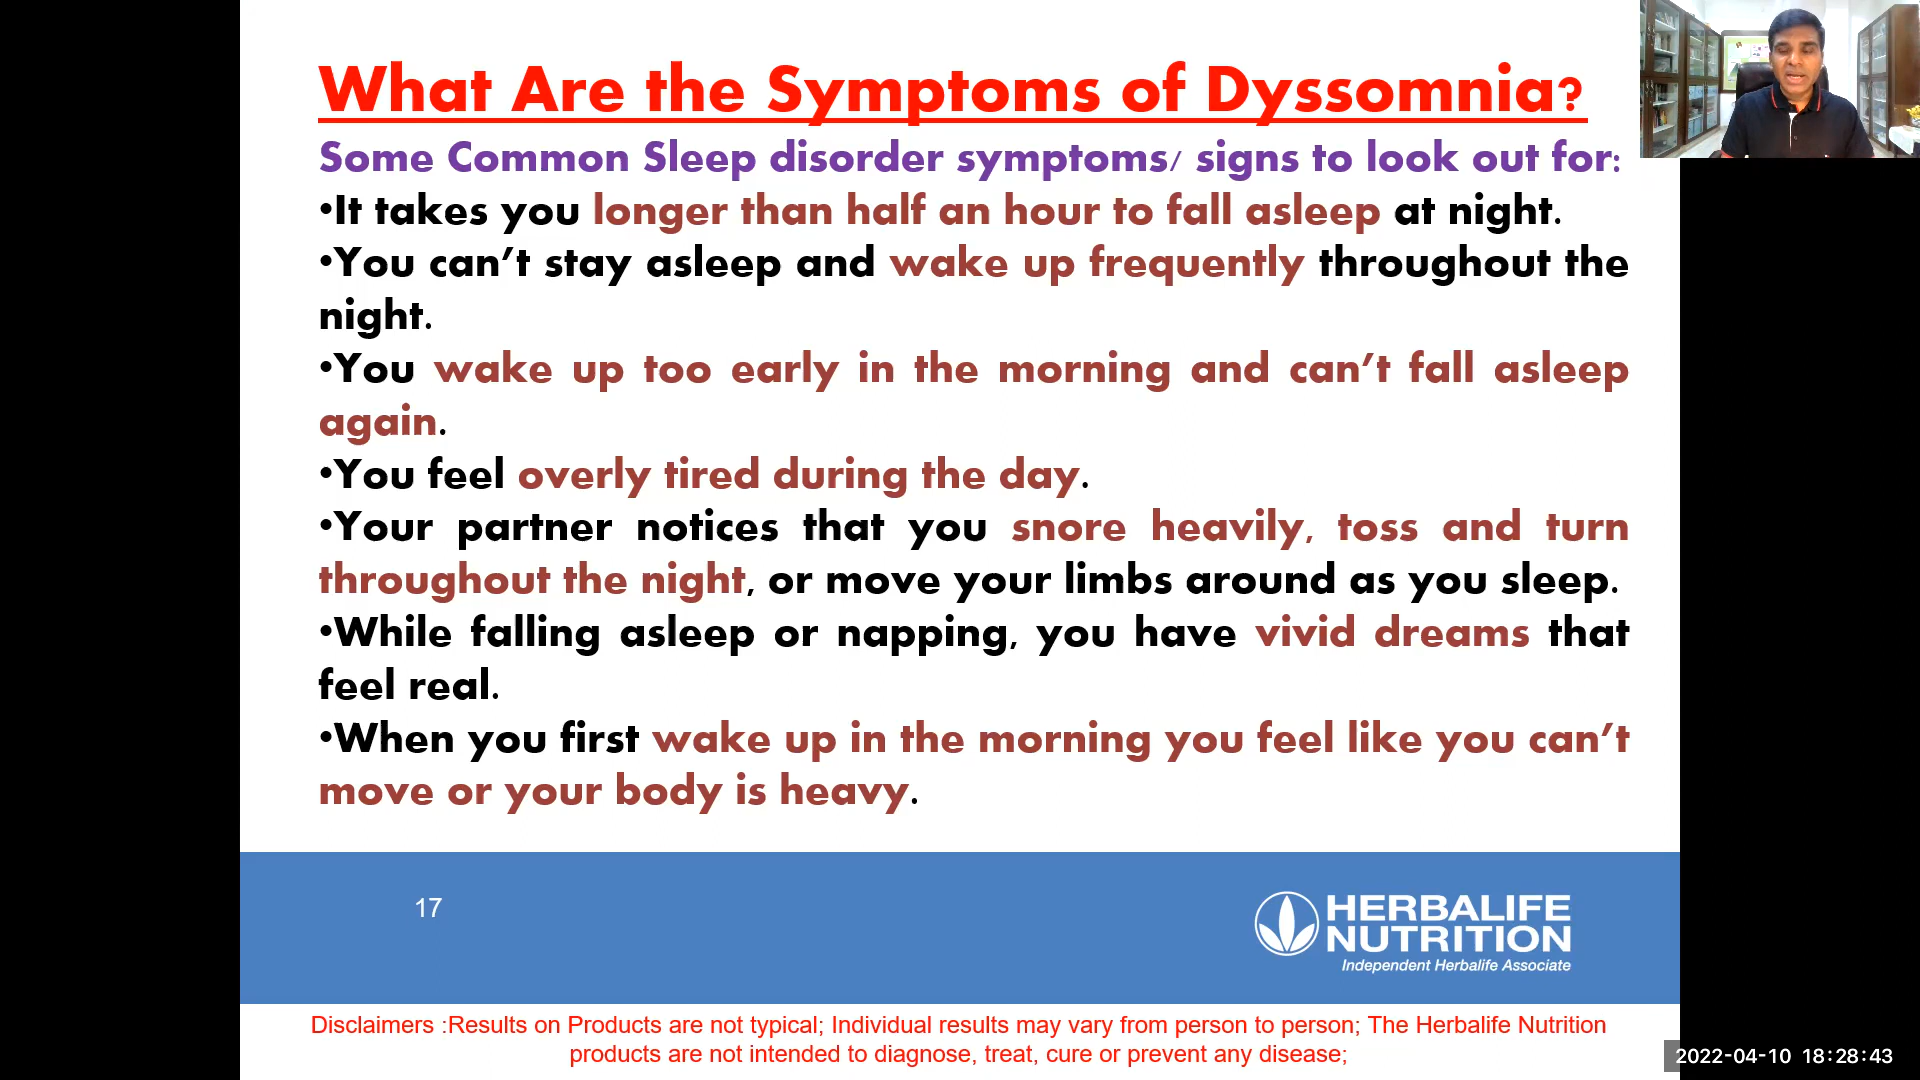 What Are the Symptoms of Dyssomnia?
Some Common Sleep disorder symptoms/ signs to look out for:
•It takes you longer than half an hour to fall asleep at night.
•You can’t stay asleep and wake up frequently throughout the
night.
•You wake up too early in the morning and can’t fall asleep
again.
•You feel overly tired during the day.
•Your partner notices that you snore heavily, toss and turn
throughout the night, or move your limbs around as you sleep.
•While falling asleep or napping, you have vivid dreams that
feel real.
•When you first wake up in the morning you feel like you can’t
move or your body is heavy.
17
HERBALIFE
NUTRITION
Independent Herbalife Associate
Disclaimers :Results on Products are not typical; Individual results may vary from person to person; The Herbalife Nutrition
products are not intended to diagnose, treat, cure or prevent any disease;
2022-04-10 18:28:43